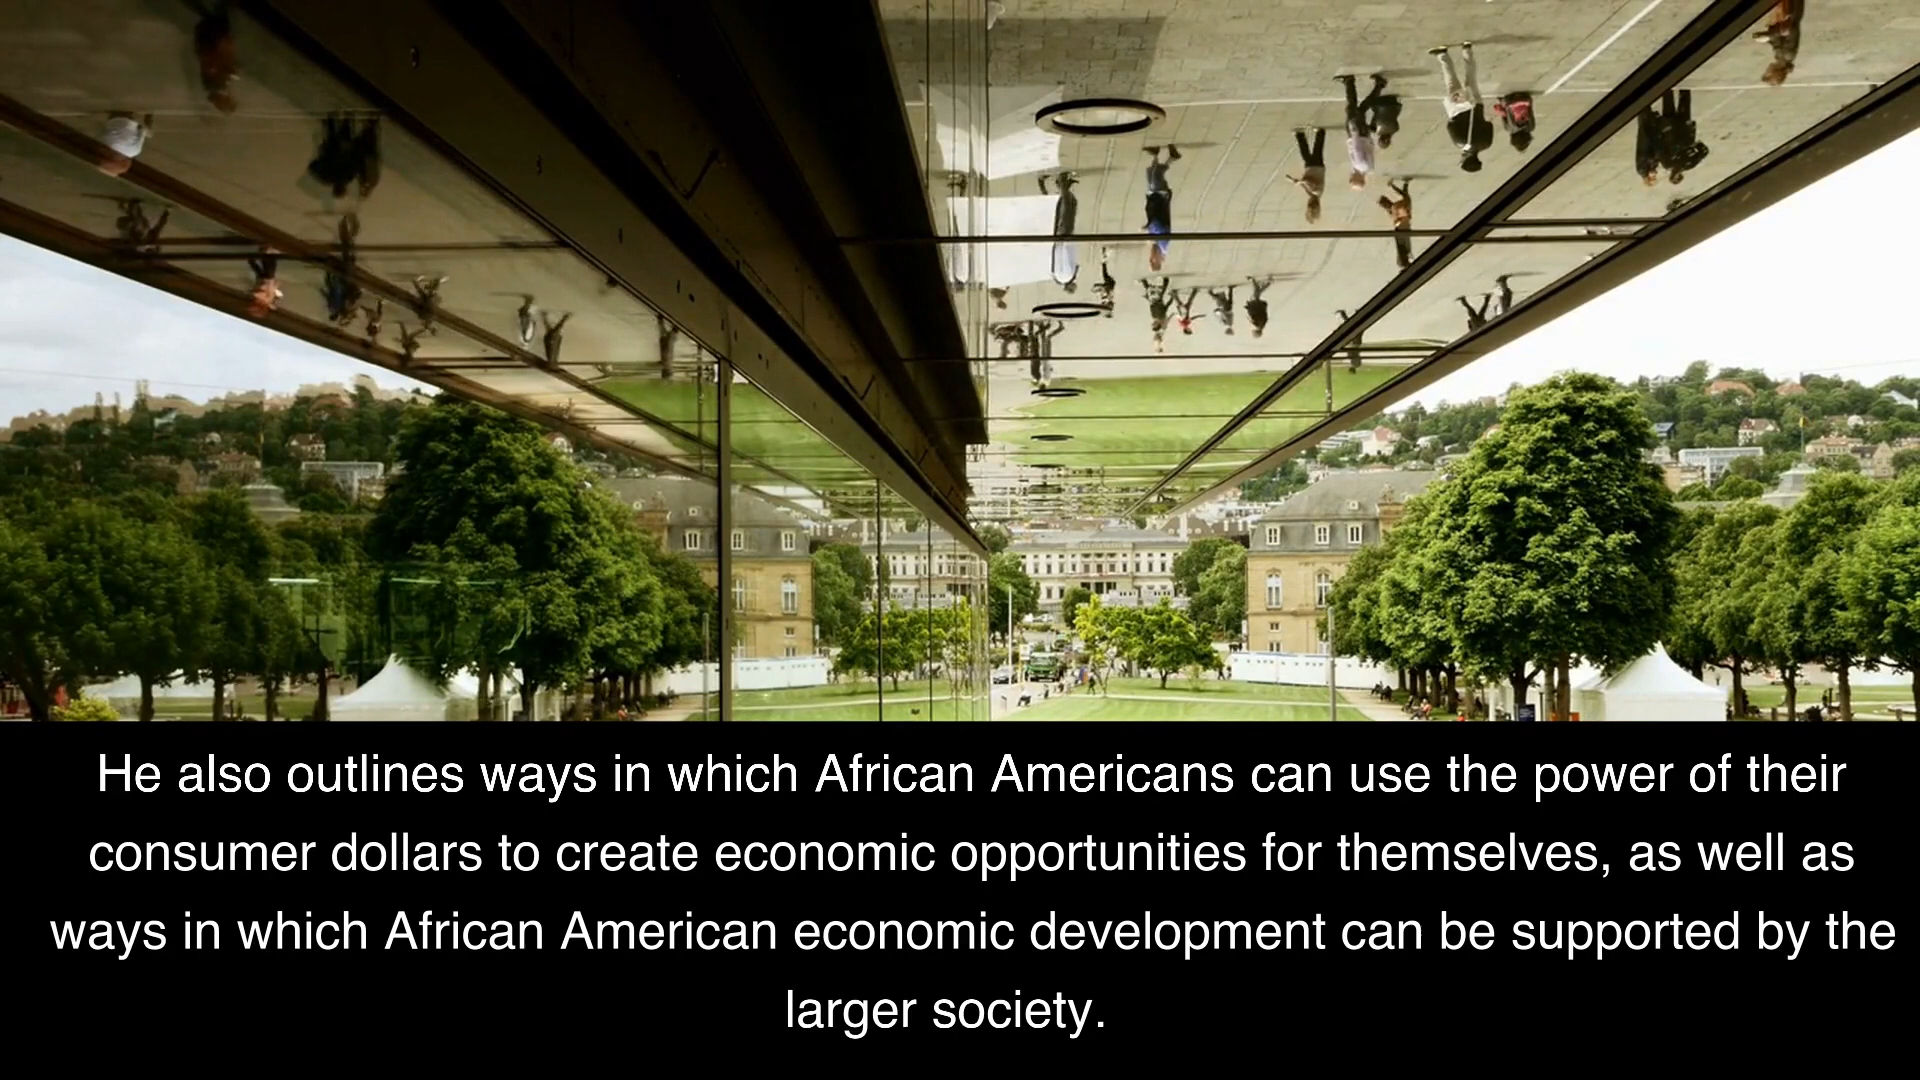 He also outlines ways in which African Americans can use the power of their
consumer dollars to create economic opportunities for themselves, as well as
ways in which African American economic development can be supported by the
larger society.